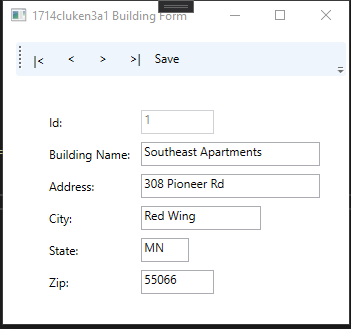 1714cluken3a1 Building Form
|< < > >| Save
Id: 1
Building Name: Southeast Apartments
Address: 308 Pioneer Rd
City: Red Wing
State: MN
Zip: 55066